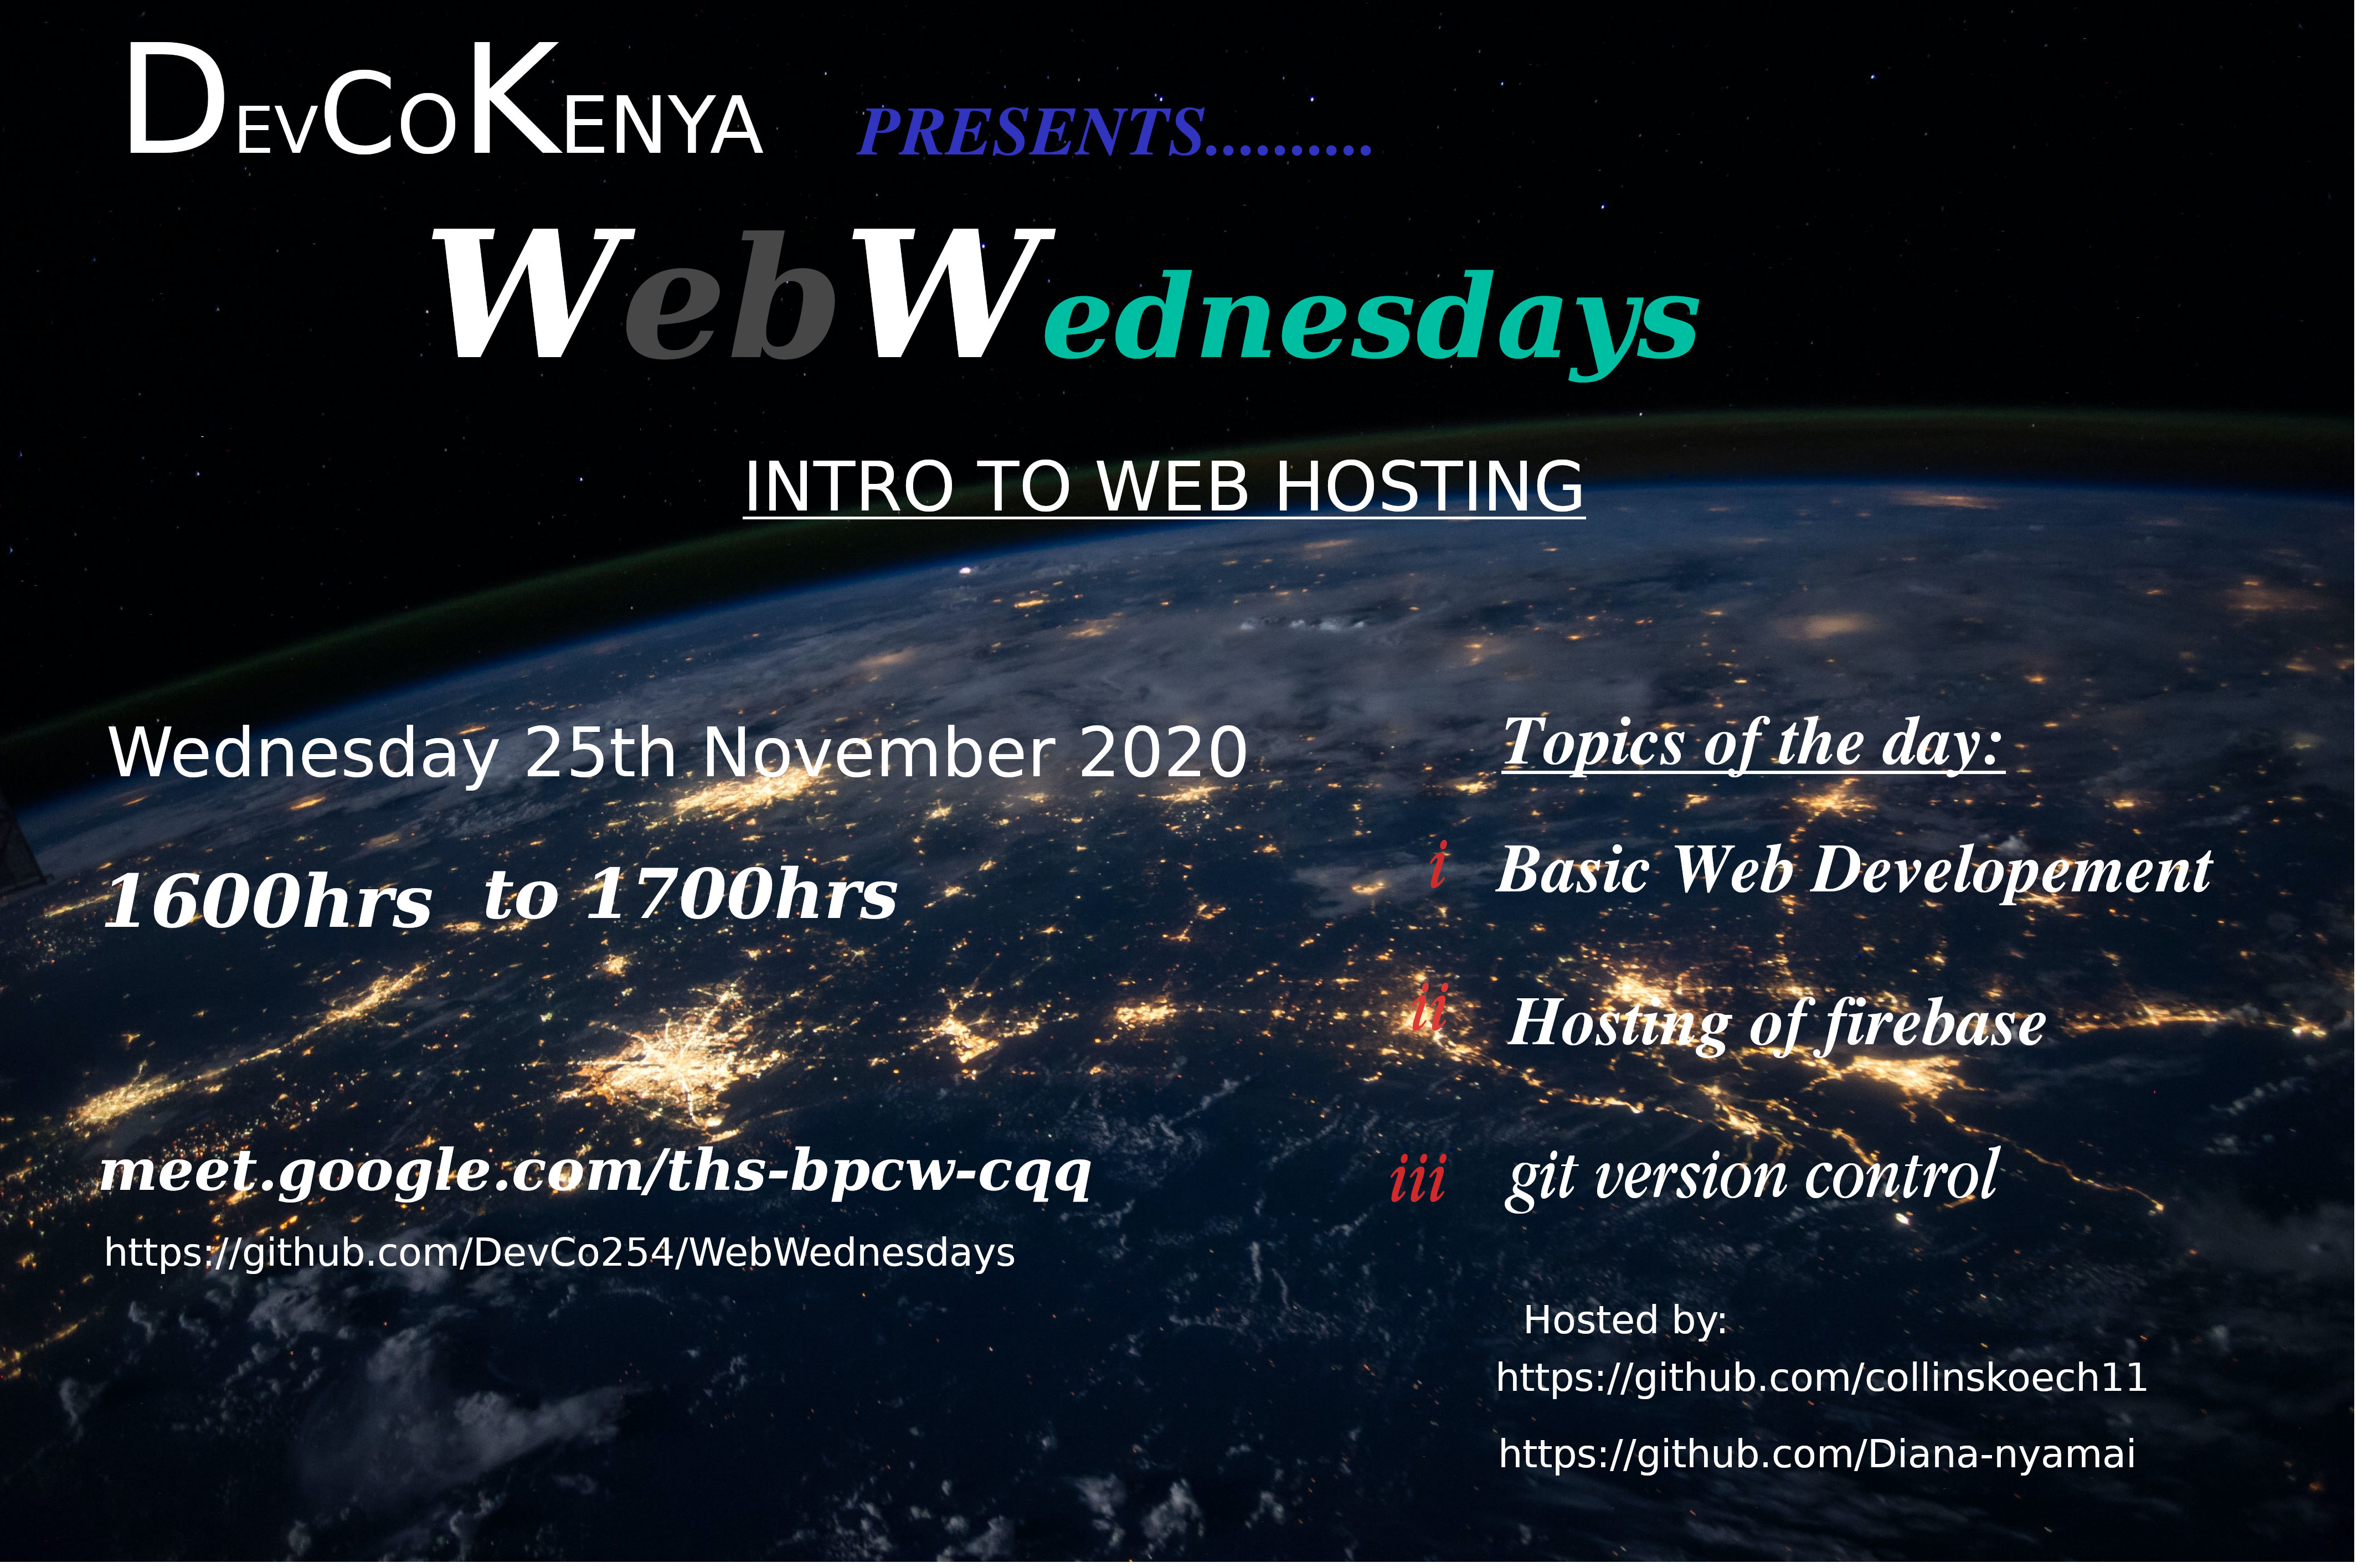 DEVCOKENYA PRESENTS..........
WebWednesdays
INTRO TO WEB HOSTING
Wednesday 25th November 2020
1600hrs to 1700hrs
meet.google.com/ths-bpcw-cqq
https://github.com/DevCo254/WebWednesdays
Topics of the day:
i Basic Web Developement
ii Hosting of firebase
iii git version control
Hosted by:
https://github.com/collinskoech11
https://github.com/Diana-nyamai